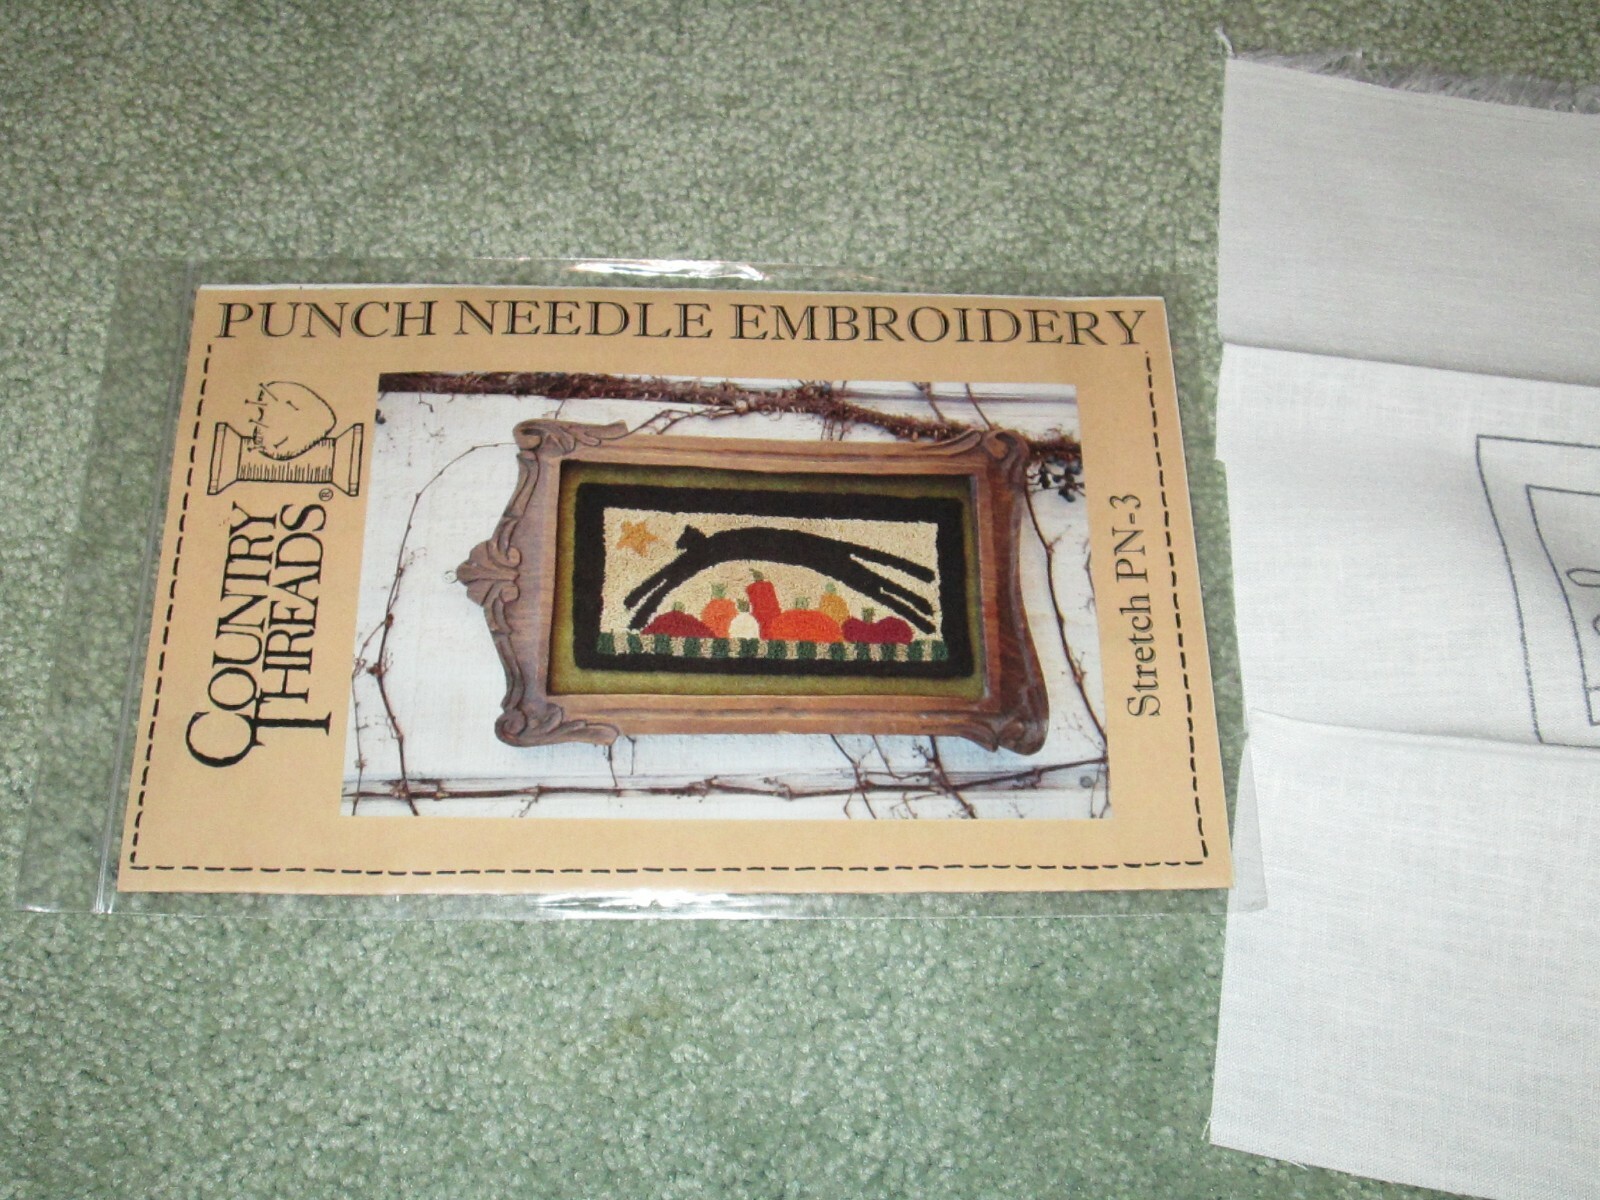 PUNCH NEEDLE EMBROIDERY
COUNTRY
THREADS®
Stretch PN-3